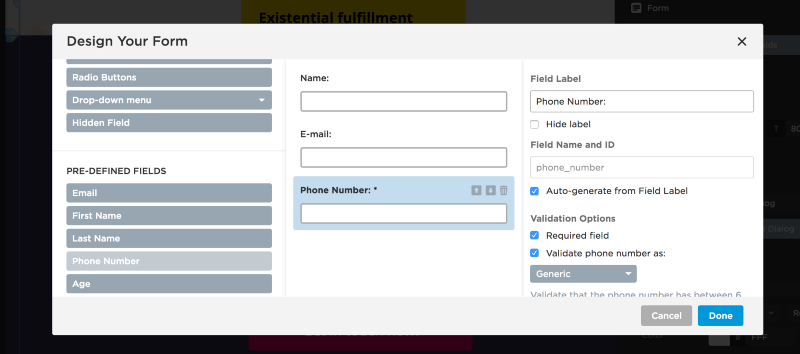 Existential fulfillment
Form
Design Your Form
Radio Buttons
Drop-down menu
Hidden Field
PRE-DEFINED FIELDS
Email
First Name
Last Name
Phone Number
Age
Name:
E-mail:
Phone Number: *
Field Label
Phone Number:
Hide label
Field Name and ID
phone_number
Auto-generate from Field Label
Validation Options
Required field
Validate phone number as:
Generic
Validate that the phone number has between 6
Cancel
Done
Dialog
# FFF